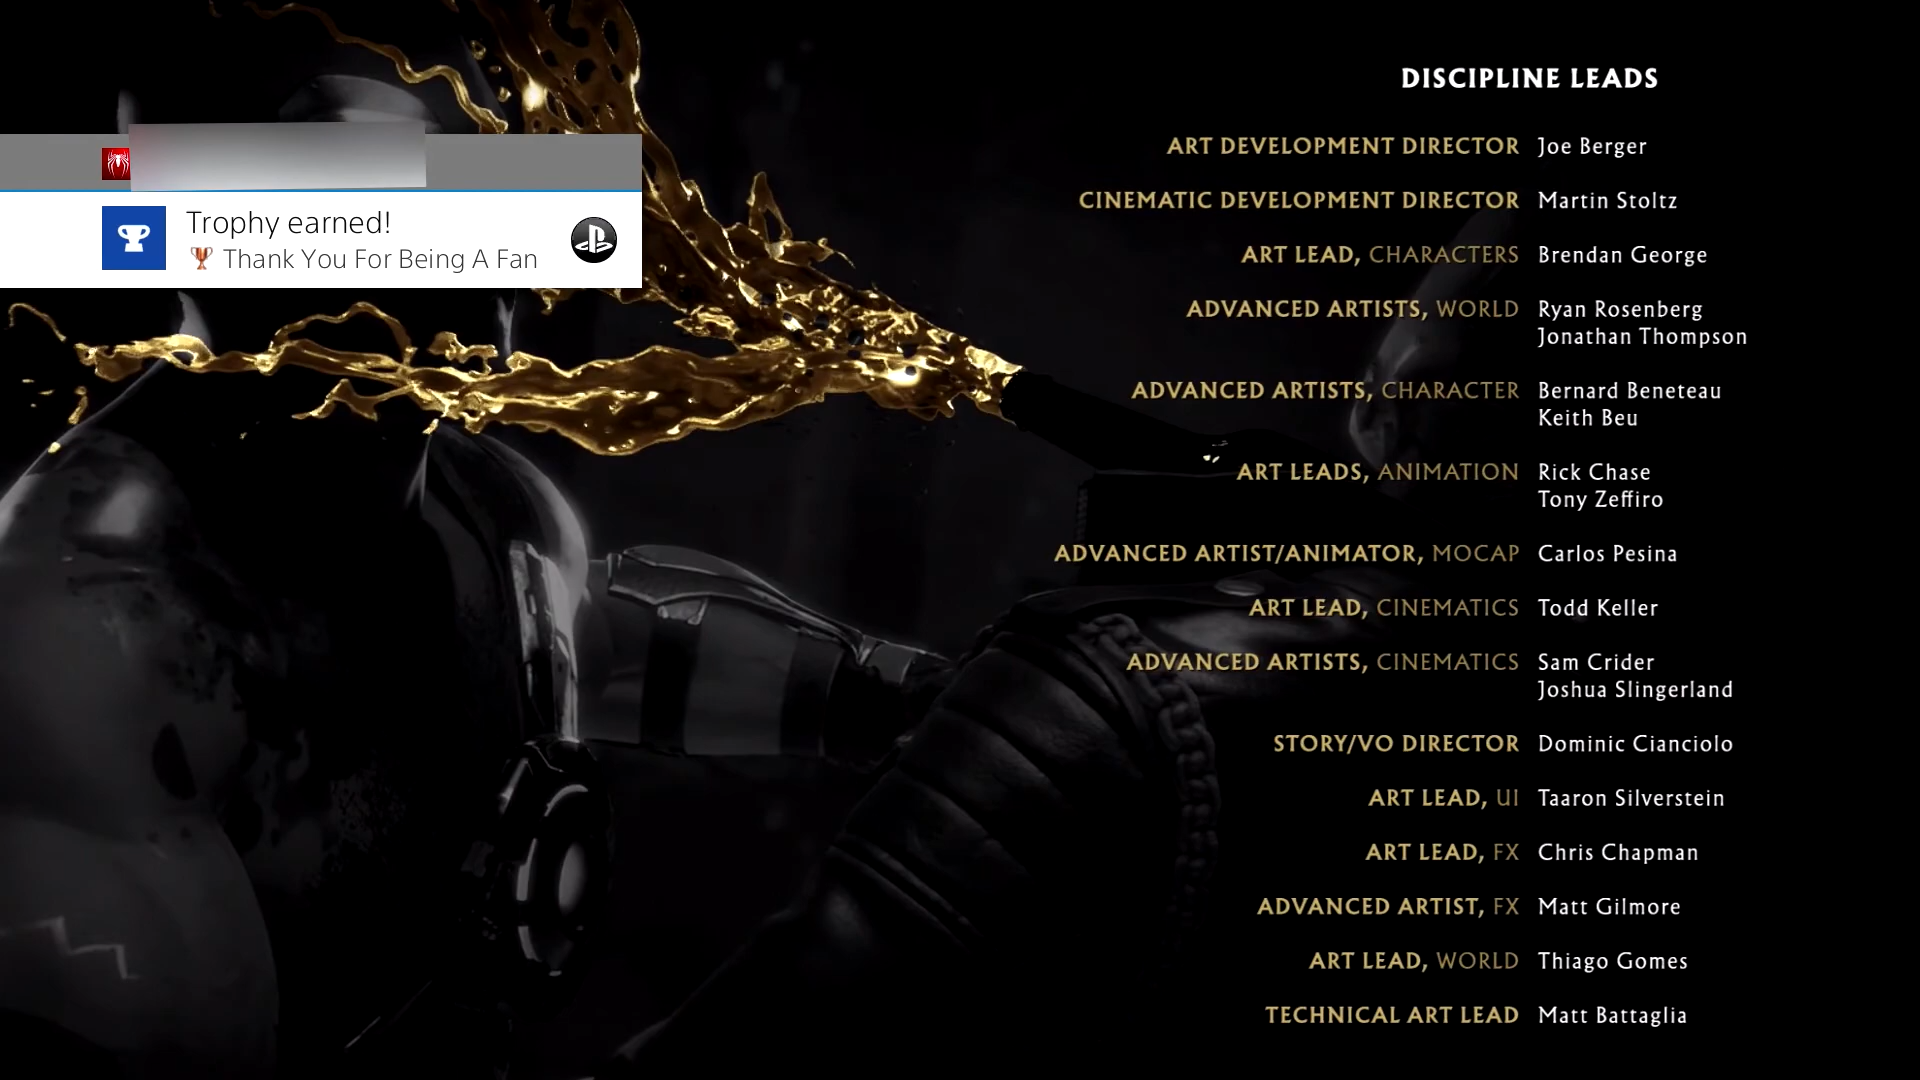 Trophy earned!
Thank You For Being A Fan
DISCIPLINE LEADS
ART DEVELOPMENT DIRECTOR Joe Berger
CINEMATIC DEVELOPMENT DIRECTOR Martin Stoltz
ART LEAD, CHARACTERS Brendan George
ADVANCED ARTISTS, WORLD Ryan Rosenberg
Jonathan Thompson
ADVANCED ARTISTS, CHARACTER Bernard Beneteau
Keith Beu
ART LEADS, ANIMATION Rick Chase
Tony Zeffiro
ADVANCED ARTIST/ANIMATOR, MOCAP Carlos Pesina
ART LEAD, CINEMATICS Todd Keller
ADVANCED ARTISTS, CINEMATICS Sam Crider
Joshua Slingerland
STORY/VO DIRECTOR Dominic Cianciolo
ART LEAD, UI Taaron Silverstein
ART LEAD, FX Chris Chapman
ADVANCED ARTIST, FX Matt Gilmore
ART LEAD, WORLD Thiago Gomes
TECHNICAL ART LEAD Matt Battaglia